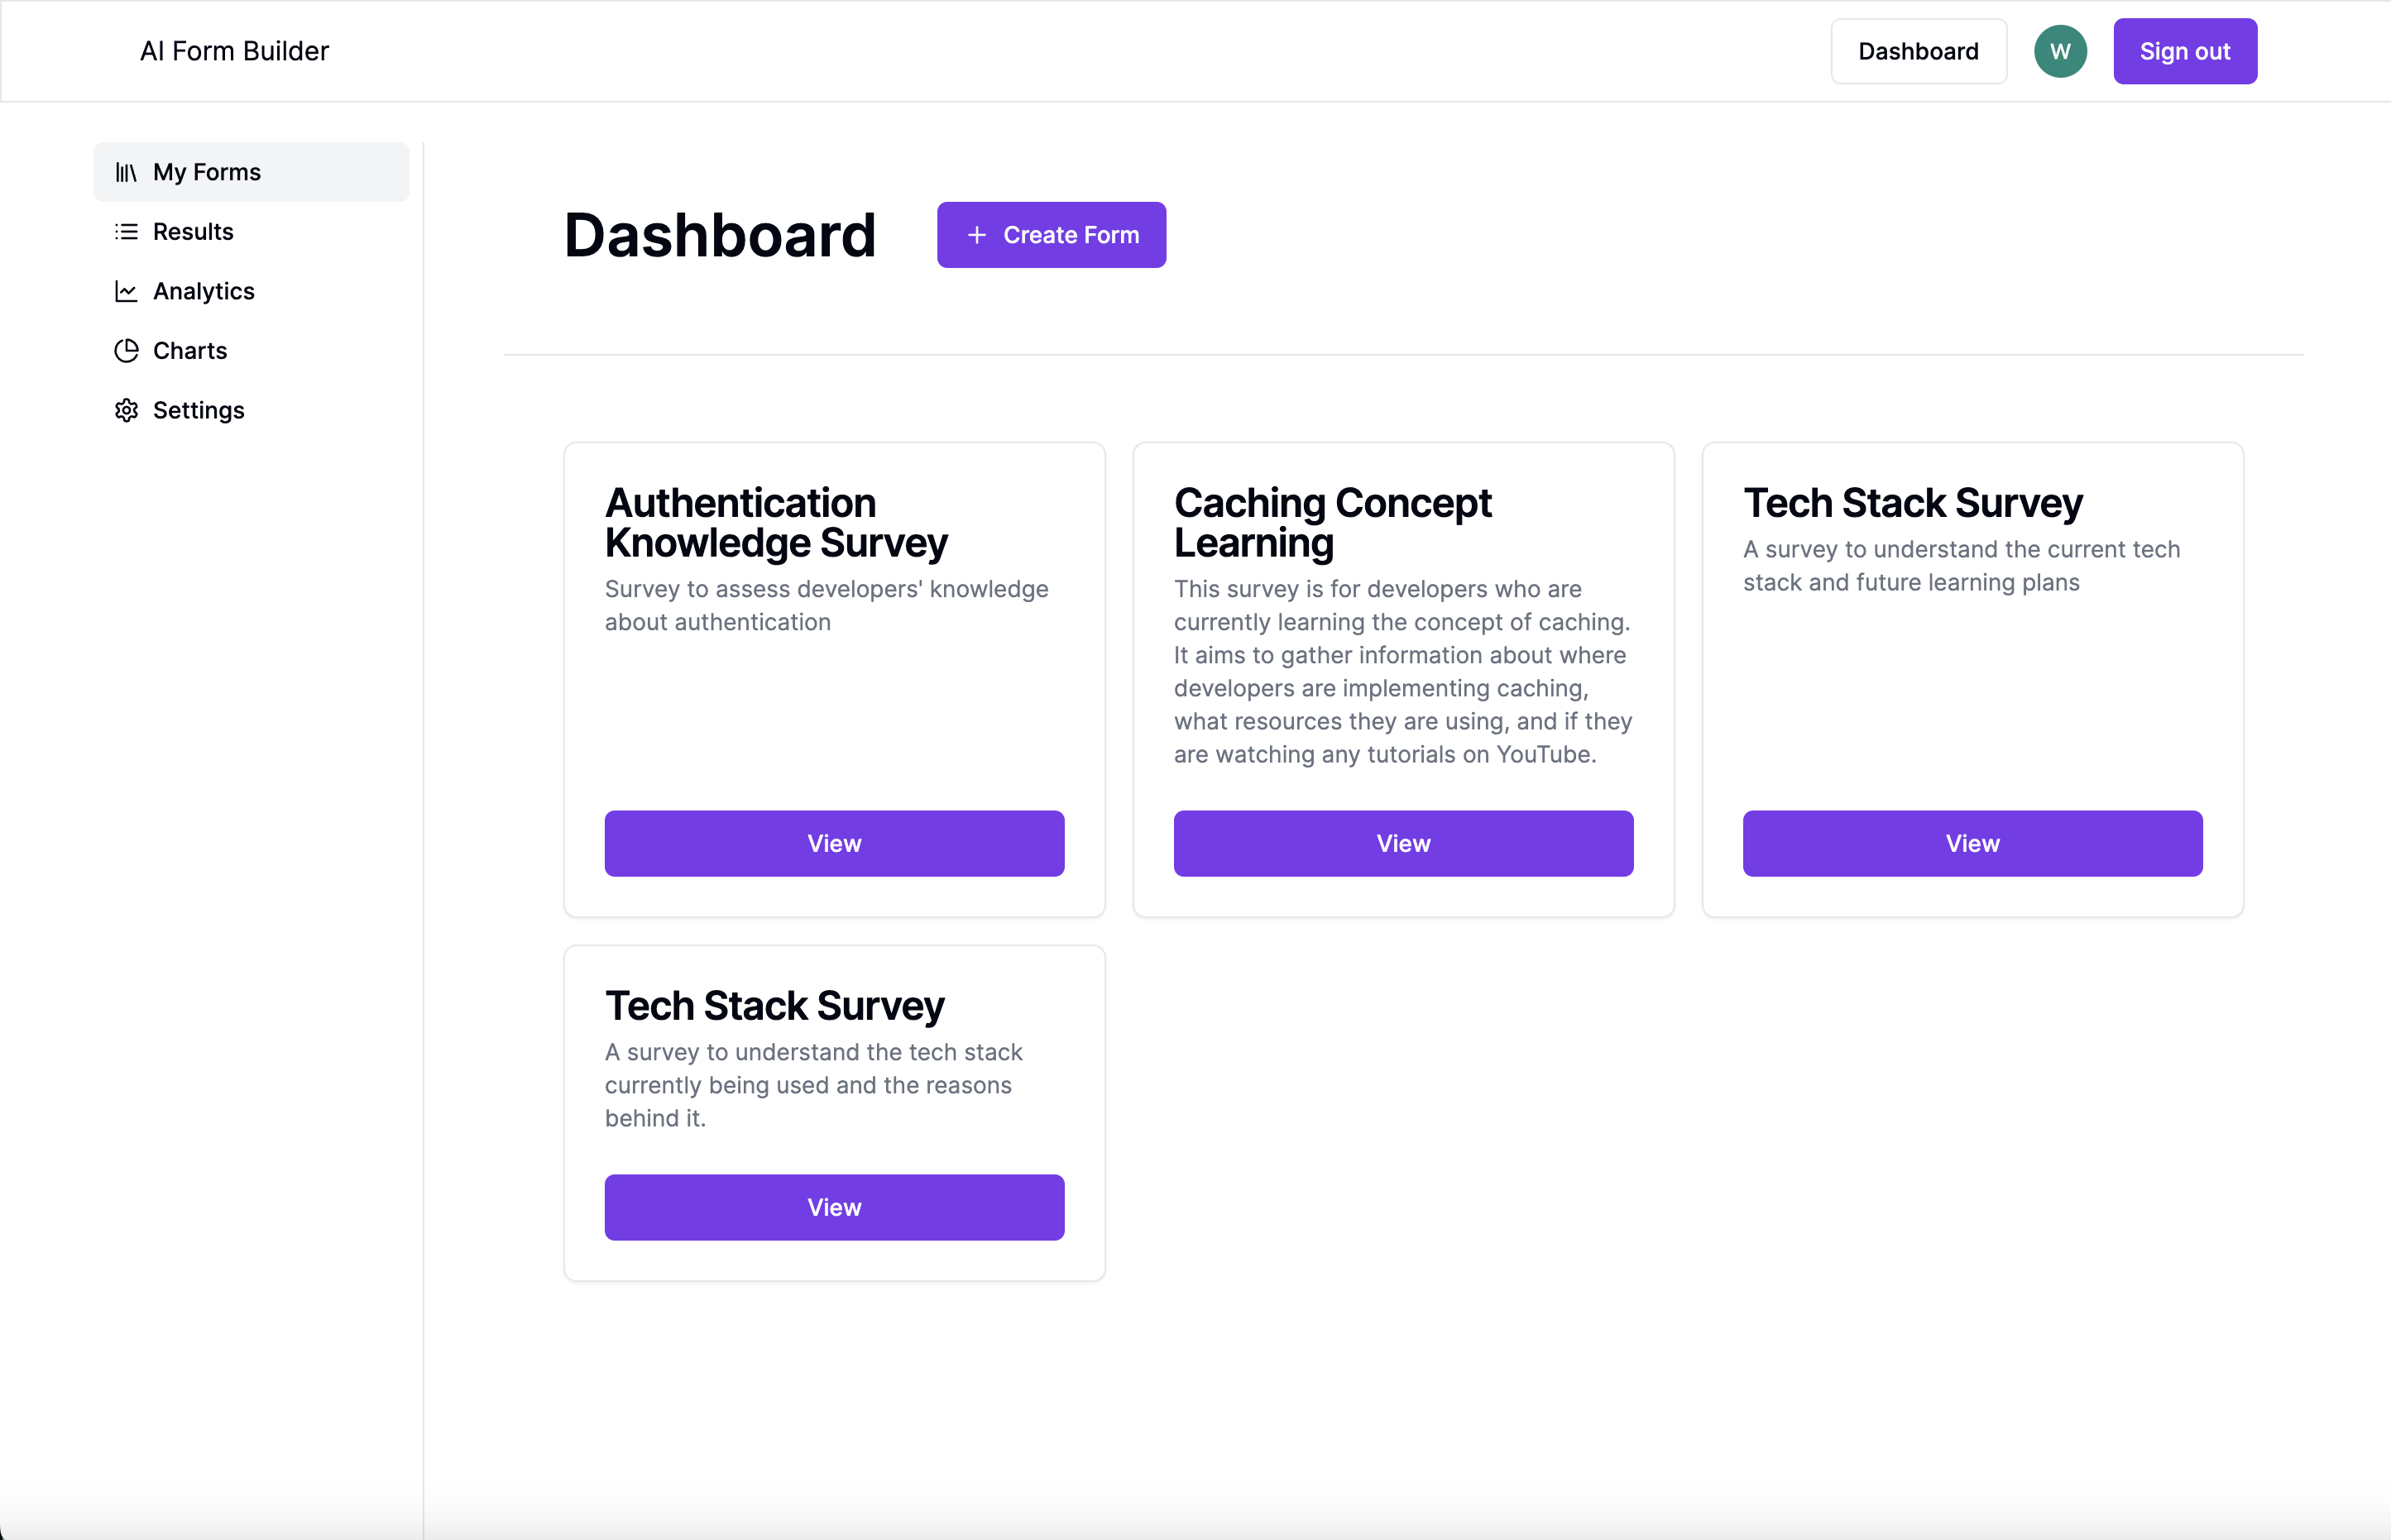 AI Form Builder
Dashboard
W
Sign out
My Forms
Results
Analytics
Charts
Settings
Dashboard
Create Form
Authentication
Knowledge Survey
Survey to assess developers' knowledge
about authentication
View
Caching Concept
Learning
This survey is for developers who are
currently learning the concept of caching.
It aims to gather information about where
developers are implementing caching,
what resources they are using, and if they
are watching any tutorials on YouTube.
View
Tech Stack Survey
A survey to understand the current tech
stack and future learning plans
View
Tech Stack Survey
A survey to understand the tech stack
currently being used and the reasons
behind it.
View